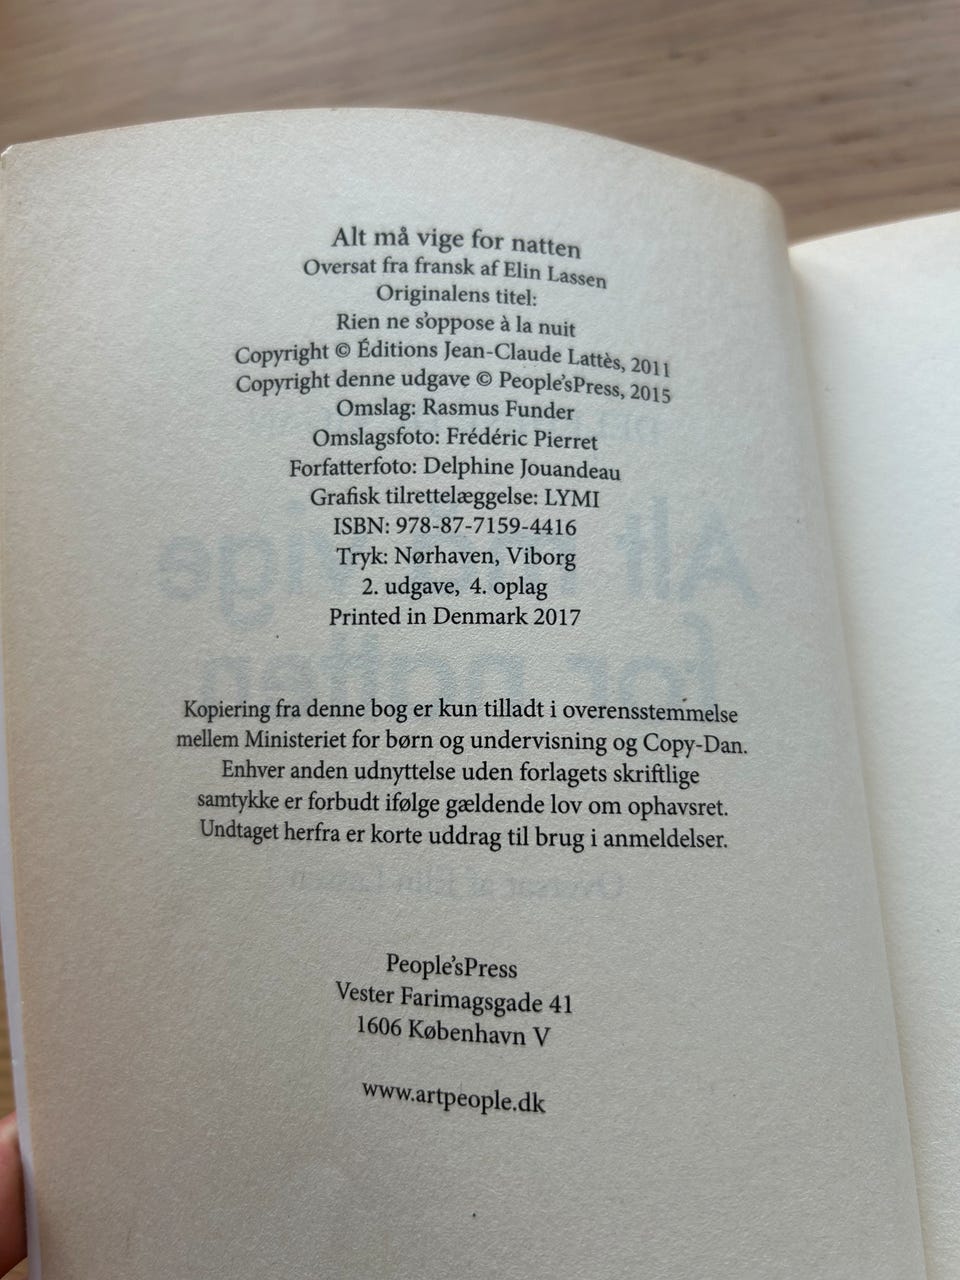 Alt må vige for natten
Oversat fra fransk af Elin Lassen
Originalens titel:
Rien ne s'oppose à la nuit
Copyright © Éditions Jean-Claude Lattès, 2011
Copyright denne udgave © People'sPress, 2015
Omslag: Rasmus Funder
Omslagsfoto: Frédéric Pierret
Forfatterfoto: Delphine Jouandeau
Grafisk tilrettelæggelse: LYMI
ISBN: 978-87-7159-4416
Tryk: Nørhaven, Viborg
2. udgave, 4. oplag
Printed in Denmark 2017
Kopiering fra denne bog er kun tilladt i overensstemmelse
mellem Ministeriet for børn og undervisning og Copy-Dan.
Enhver anden udnyttelse uden forlagets skriftlige
samtykke er forbudt ifølge gældende lov om ophavsret.
Undtaget herfra er korte uddrag til brug i anmeldelser.
People'sPress
Vester Farimagsgade 41
1606 København V
www.artpeople.dk